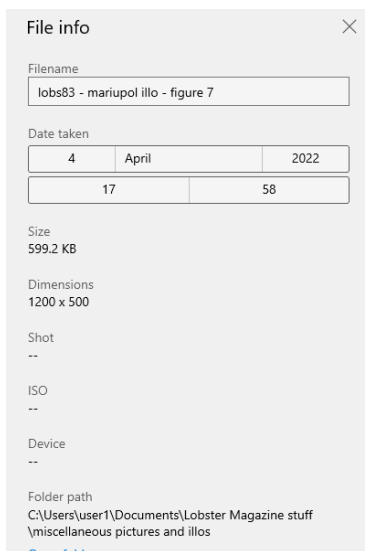 File info
Filename
lobs83 - mariupol illo - figure 7
Date taken
4 April 2022
17 58
Size
599.2 KB
Dimensions
1200 x 500
Shot
--
ISO
--
Device
--
Folder path
C:\Users\user1\Documents\Lobster Magazine stuff
\miscellaneous pictures and illos